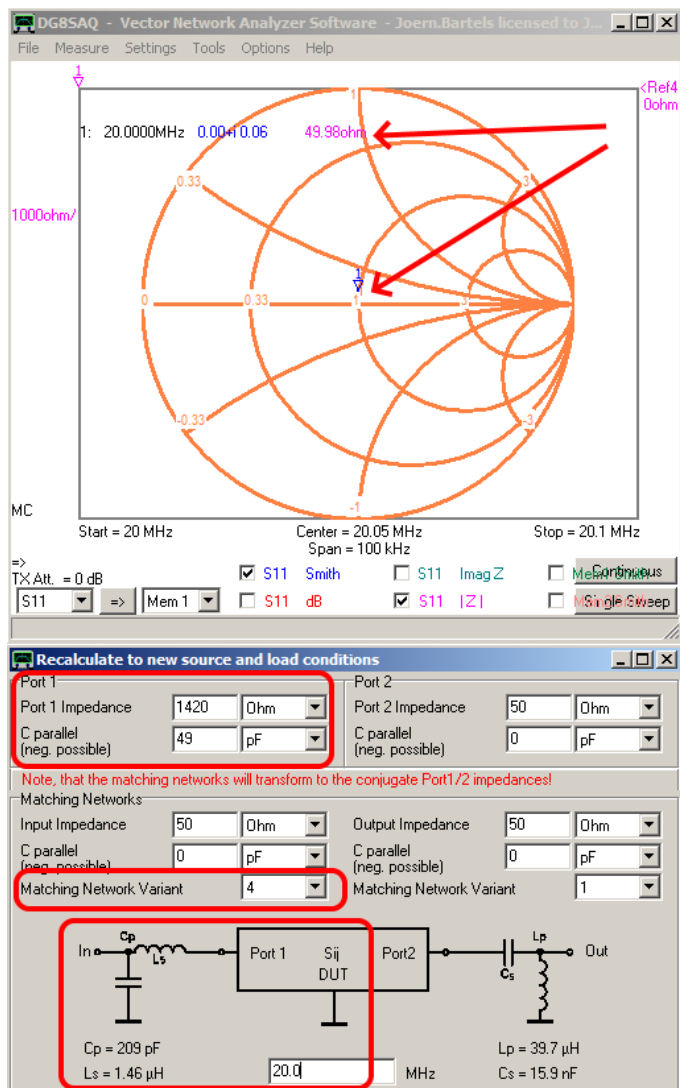 DG8SAQ - Vector Network Analyzer Software - Joern.Bartels licensed to J...
File Measure Settings Tools Options Help
1
<Ref4
0ohm
1
1: 20.0000MHz 0.00+i 0.06 49.98ohm
0.33
3
1000ohm/
1
0
0.33
1
3
-0.33
-3
-1
MC
Start = 20 MHz
Center = 20.05 MHz
Stop = 20.1 MHz
Span = 100 kHz
=>
TX Att. = 0 dB
S11 Smith
S11 Imag Z
Mem1 Smith
Continuous
S11
=>
Mem 1
S11 dB
S11 |Z|
Single Sweep
Recalculate to new source and load conditions
Port 1
Port 2
Port 1 Impedance 1420 Ohm
Port 2 Impedance 50 Ohm
C parallel
(neg. possible) 49 pF
C parallel
(neg. possible) 0 pF
Note, that the matching networks will transform to the conjugate Port1/2 impedances!
Matching Networks
Input Impedance 50 Ohm
Output Impedance 50 Ohm
C parallel
(neg. possible) 0 pF
C parallel
(neg. possible) 0 pF
Matching Network Variant 4
Matching Network Variant 1
Cp
Lp
In
Ls
Port 1 Sij Port2
DUT
Cs
Out
Cp = 209 pF
Lp = 39.7 µH
Ls = 1.46 µH
20.0 MHz
Cs = 15.9 nF